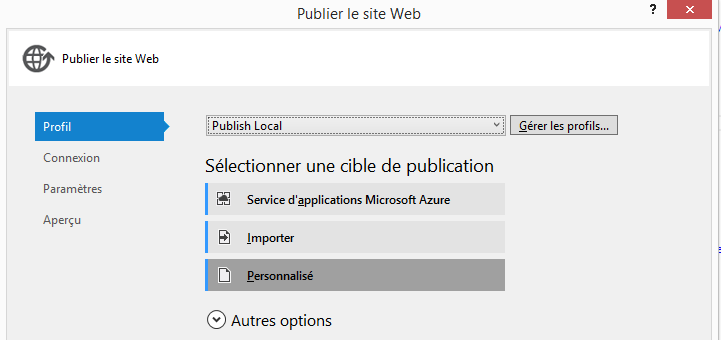 Publier le site Web
?
Publier le site Web
Profil
Connexion
Paramètres
Aperçu
Publish Local
Gérer les profils...
Sélectionner une cible de publication
Service d'applications Microsoft Azure
Importer
Personnalisé
Autres options